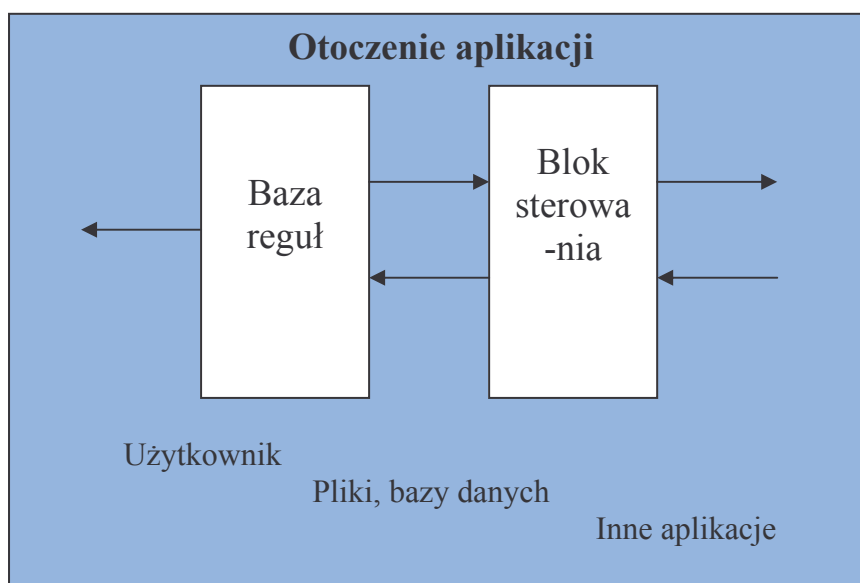 Otoczenie aplikacji
Baza
reguł
Blok
sterowa
-nia
Użytkownik
Pliki, bazy danych
Inne aplikacje